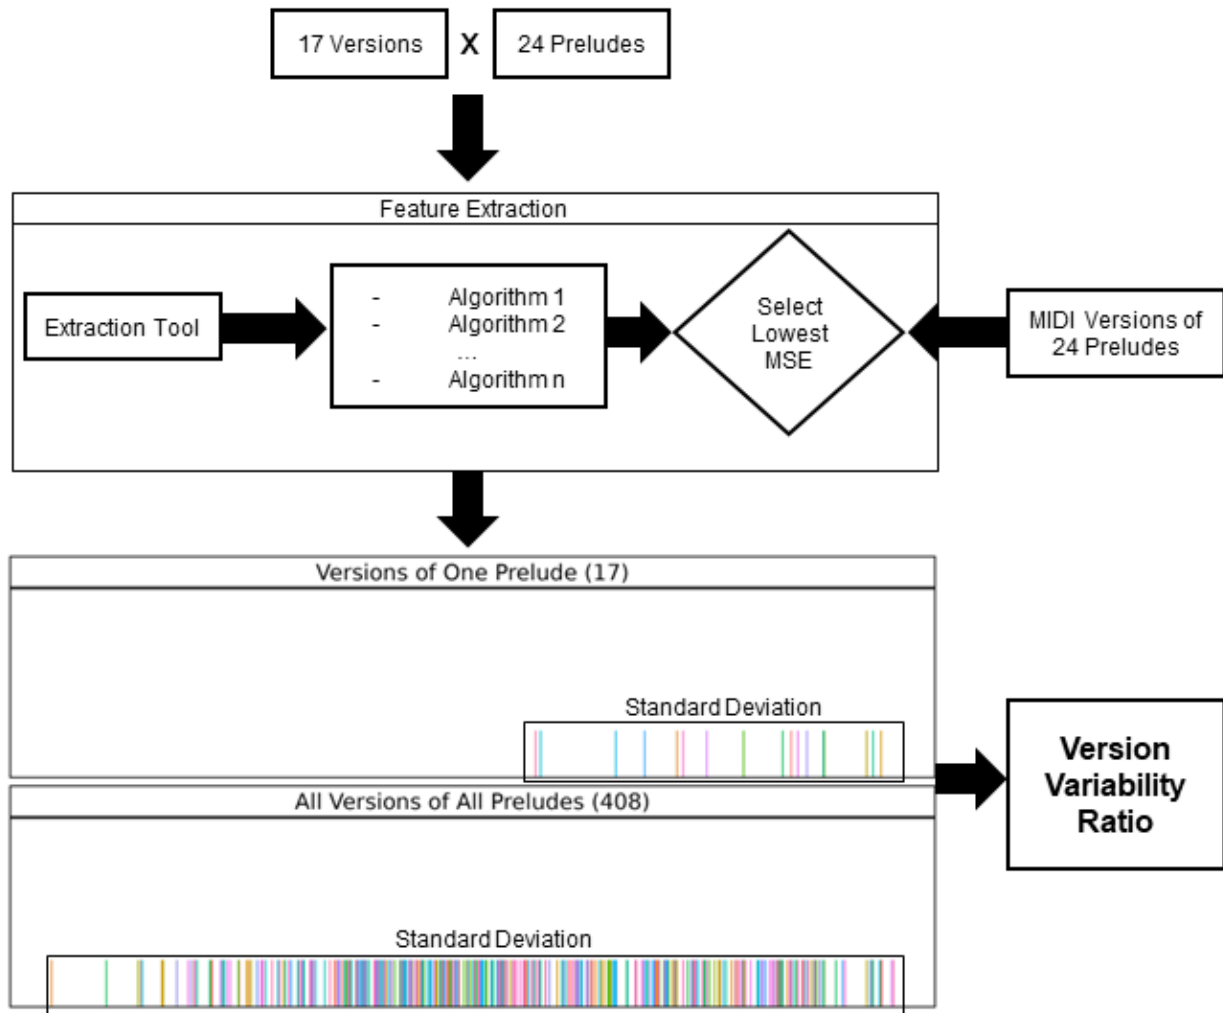 17 Versions X 24 Preludes
Feature Extraction
Extraction Tool
- Algorithm 1
- Algorithm 2
...
- Algorithm n
Select
Lowest
MSE
MIDI Versions of
24 Preludes
Versions of One Prelude (17)
Standard Deviation
Version
Variability
Ratio
All Versions of All Preludes (408)
Standard Deviation